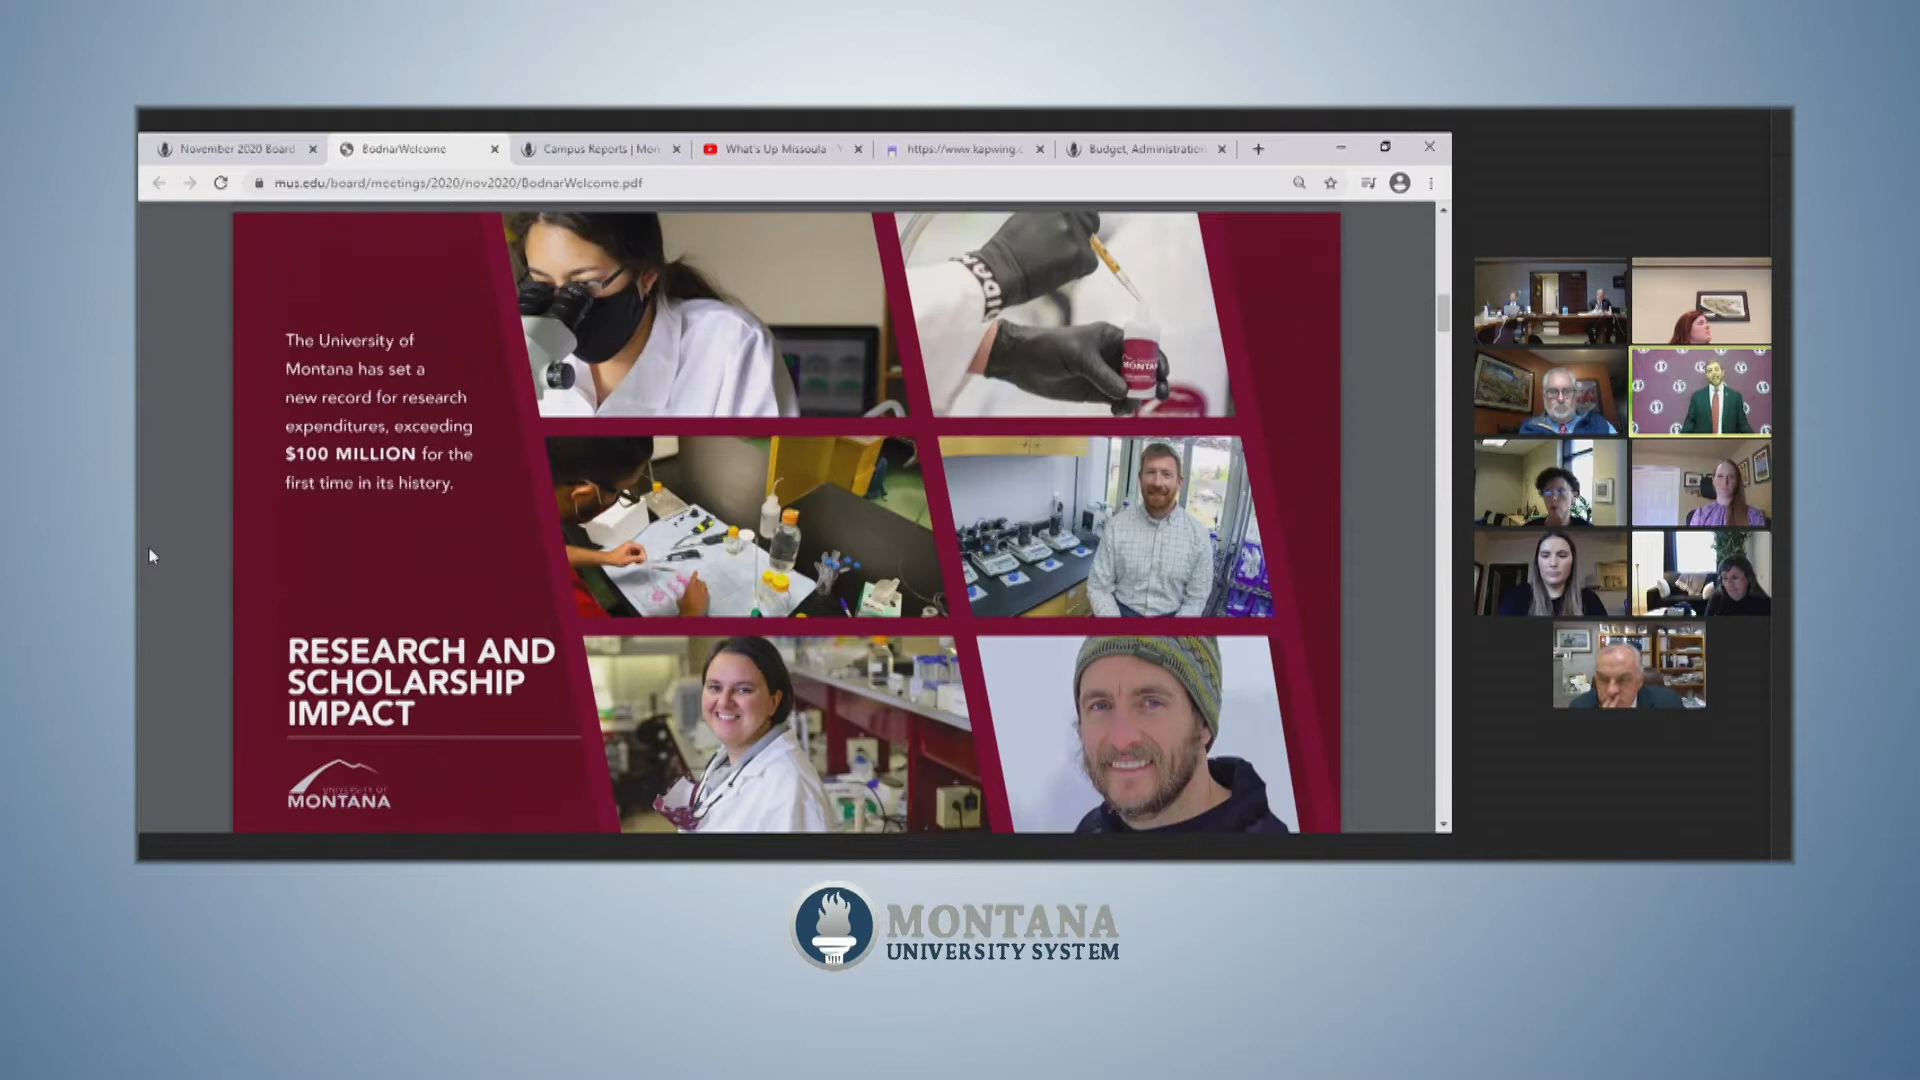 November 2020 Board
BodnarWelcome
Campus Reports | Mon
What's Up Missoula - Y
https://www.kapwing.c
Budget, Administration
mus.edu/board/meetings/2020/nov2020/BodnarWelcome.pdf
The University of
Montana has set a
new record for research
expenditures, exceeding
$100 MILLION for the
first time in its history.
RESEARCH AND
SCHOLARSHIP
IMPACT
UNIVERSITY OF
MONTANA
MONTANA
UNIVERSITY SYSTEM